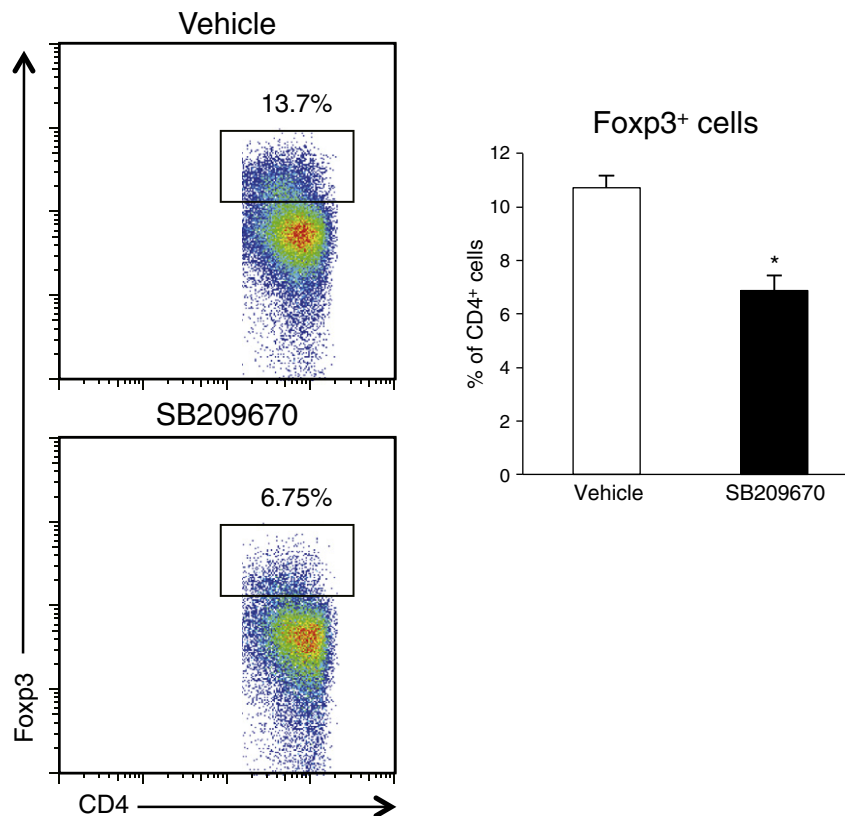 Vehicle
13.7%
SB209670
6.75%
Foxp3
CD4
Foxp3⁺ cells
12
10
8
6
4
2
0
% of CD4⁺ cells
*
Vehicle
SB209670